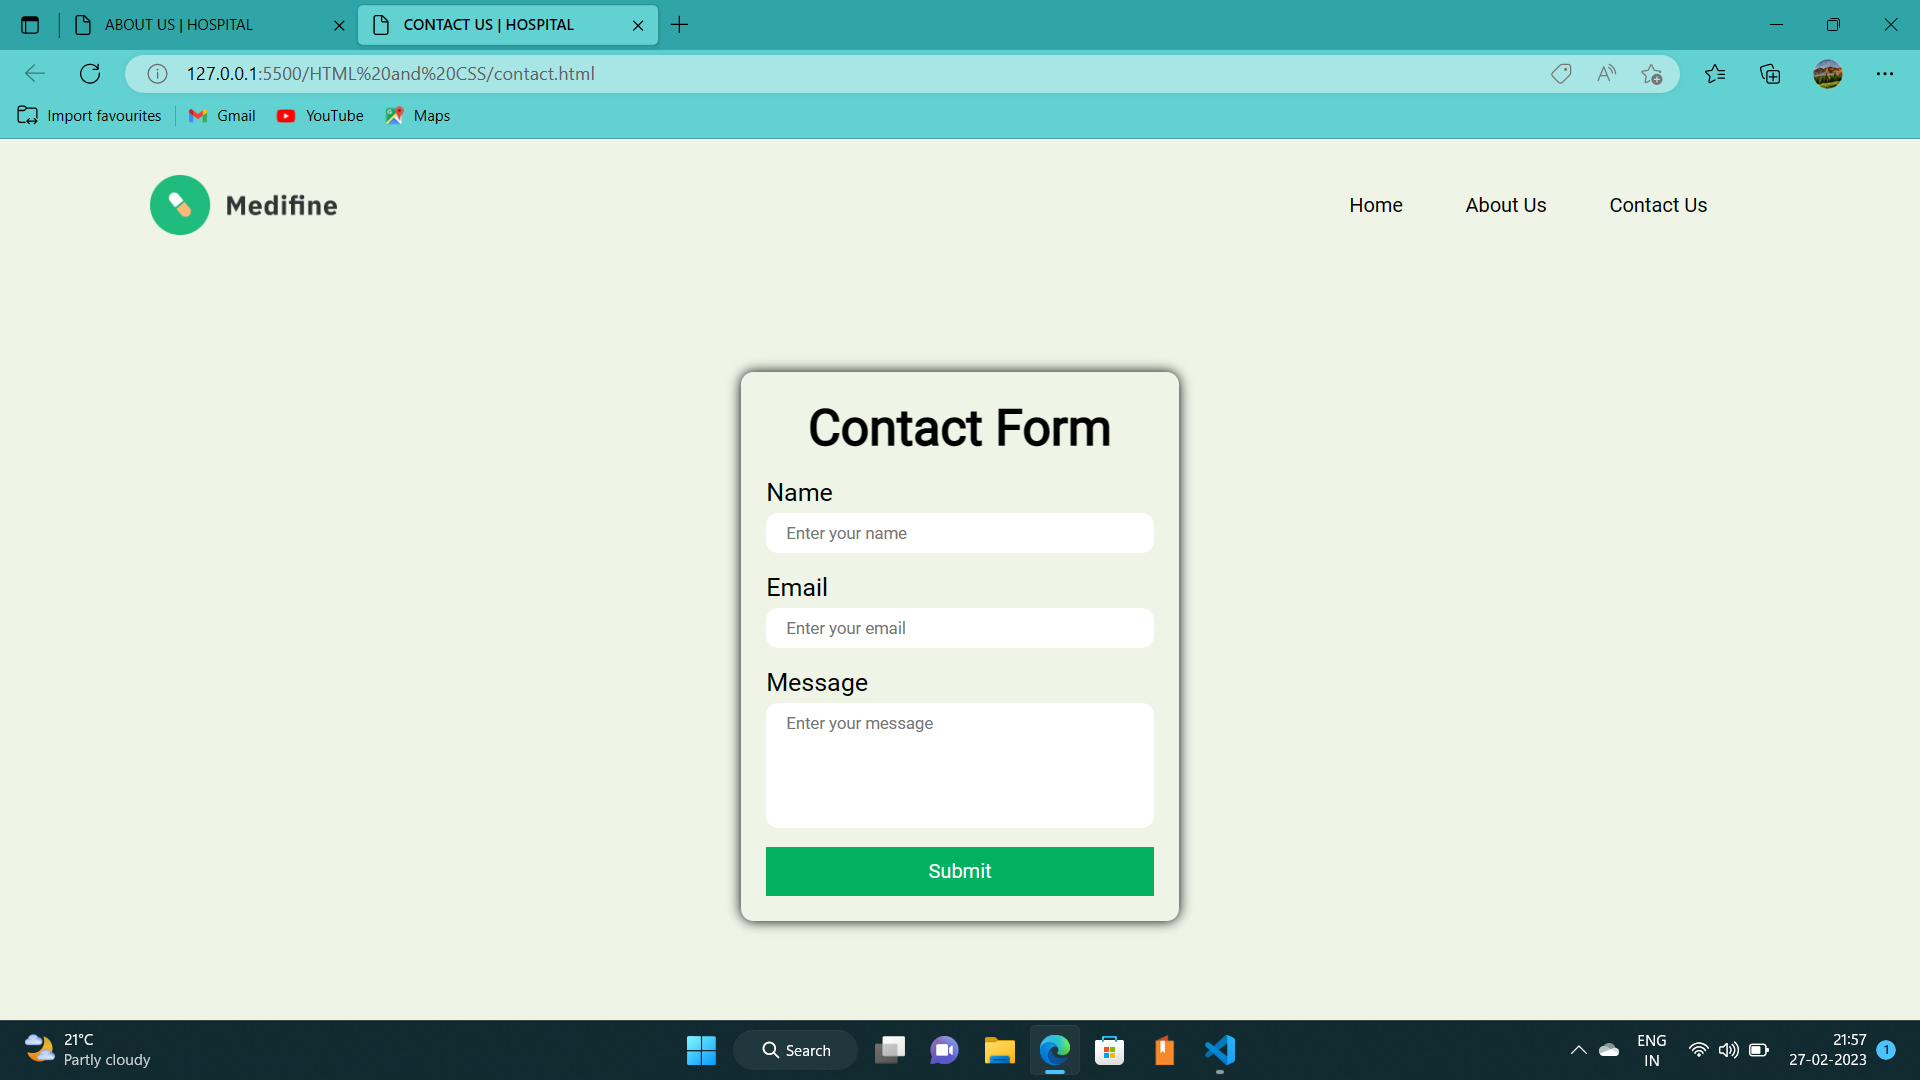 ABOUT US | HOSPITAL
CONTACT US | HOSPITAL
127.0.0.1:5500/HTML%20and%20CSS/contact.html
Import favourites
Gmail
YouTube
Maps
Medifine
Home
About Us
Contact Us
Contact Form
Name
Enter your name
Email
Enter your email
Message
Enter your message
Submit
21°C
Partly cloudy
Search
ENG
IN
21:57
27-02-2023
1